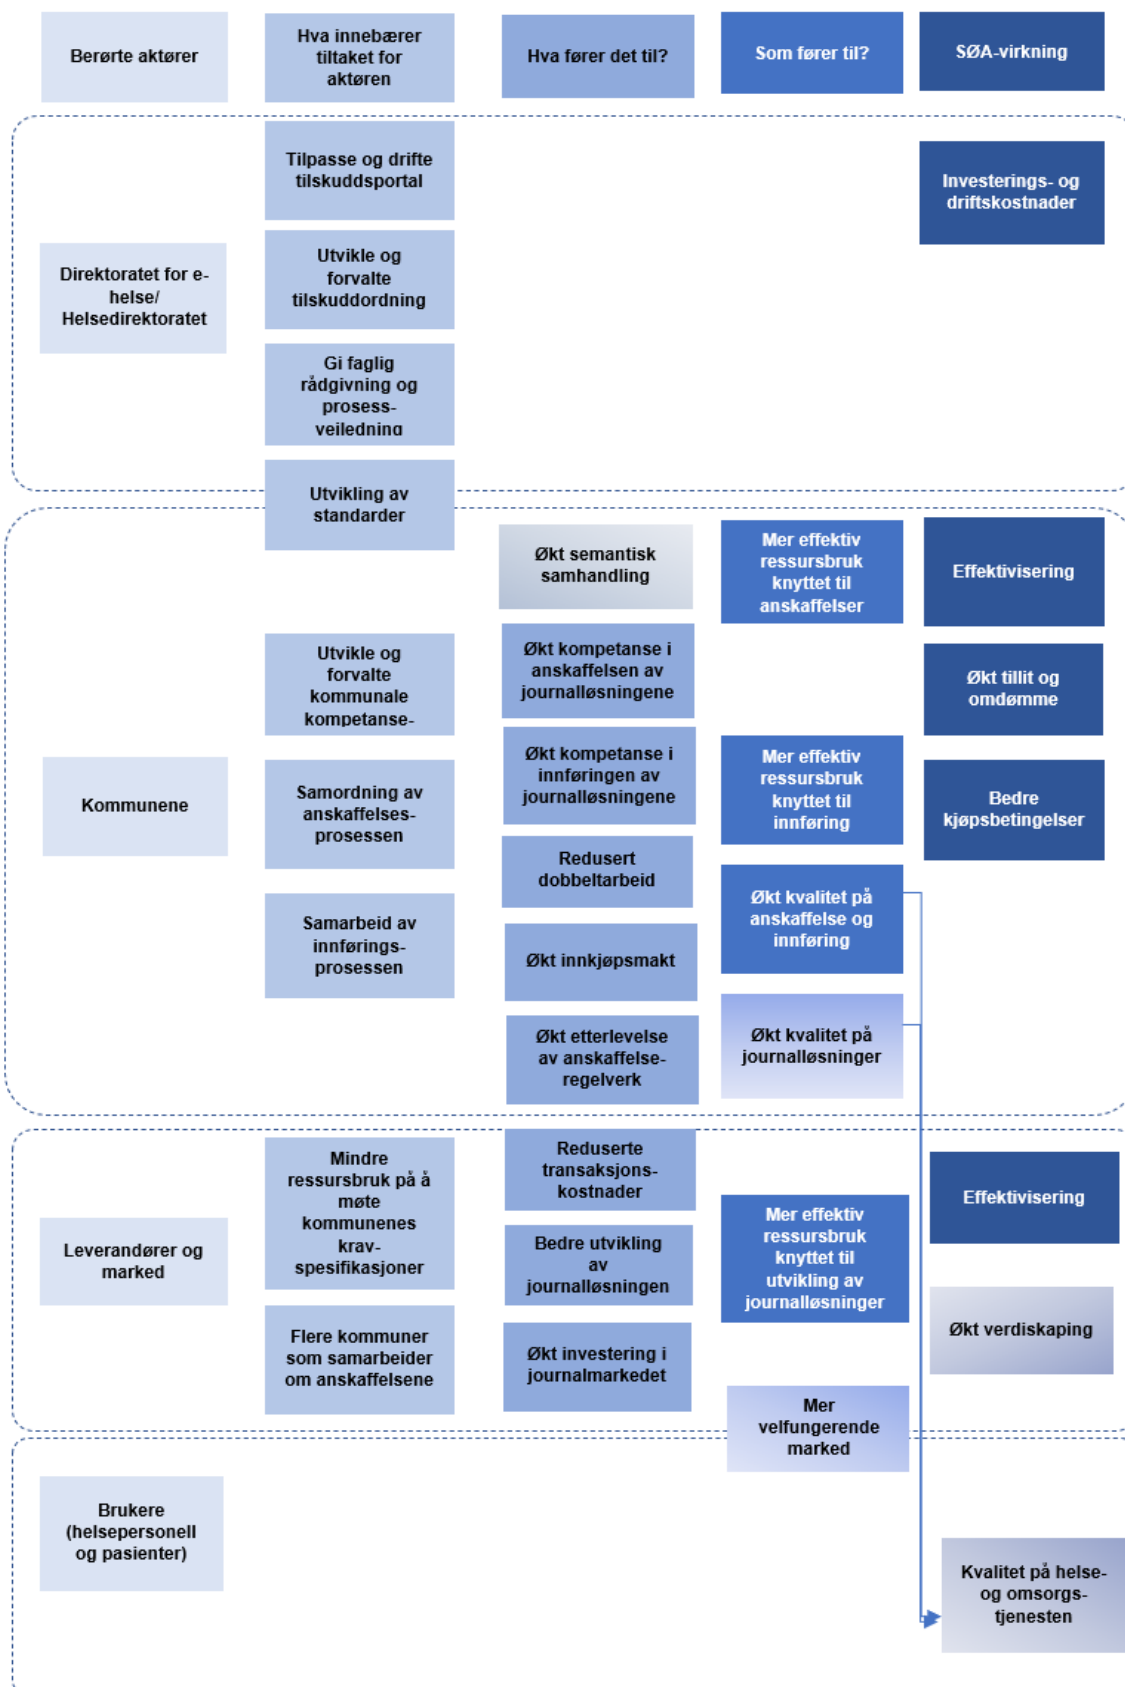 Berørte aktører
Hva innebærer
tiltaket for
aktøren
Hva fører det til?
Som fører til?
SØA-virkning
Direktoratet for e-
helse/
Helsedirektoratet
Tilpasse og drifte
tilskuddsportal
Utvikle og
forvalte
tilskuddordning
Gi faglig
rådgivning og
prosess-
veiledning
Utvikling av
standarder
Investerings- og
driftskostnader
Kommunene
Utvikle og
forvalte
kommunale
kompetanse-
Samordning av
anskaffelses-
prosessen
Samarbeid av
innførings-
prosessen
Økt semantisk
samhandling
Økt kompetanse i
anskaffelsen av
journalløsningene
Økt kompetanse i
innføringen av
journalløsningene
Redusert
dobbeltarbeid
Økt innkjøpsmakt
Økt etterlevelse
av anskaffelse-
regelverk
Mer effektiv
ressursbruk
knyttet til
anskaffelser
Mer effektiv
ressursbruk
knyttet til
innføring
Økt kvalitet på
anskaffelse og
innføring
Økt kvalitet på
journalløsninger
Effektivisering
Økt tillit og
omdømme
Bedre
kjøpsbetingelser
Leverandører og
marked
Mindre
ressursbruk på å
møte
kommunenes
krav-
spesifikasjoner
Flere kommuner
som samarbeider
om anskaffelsene
Reduserte
transaksjons-
kostnader
Bedre utvikling
av
journalløsningen
Økt investering i
journalmarkedet
Mer effektiv
ressursbruk
knyttet til
utvikling av
journalløsninger
Mer
velfungerende
marked
Effektivisering
Økt verdiskaping
Brukere
(helsepersonell
og pasienter)
Kvalitet på helse-
og omsorgs-
tjenesten